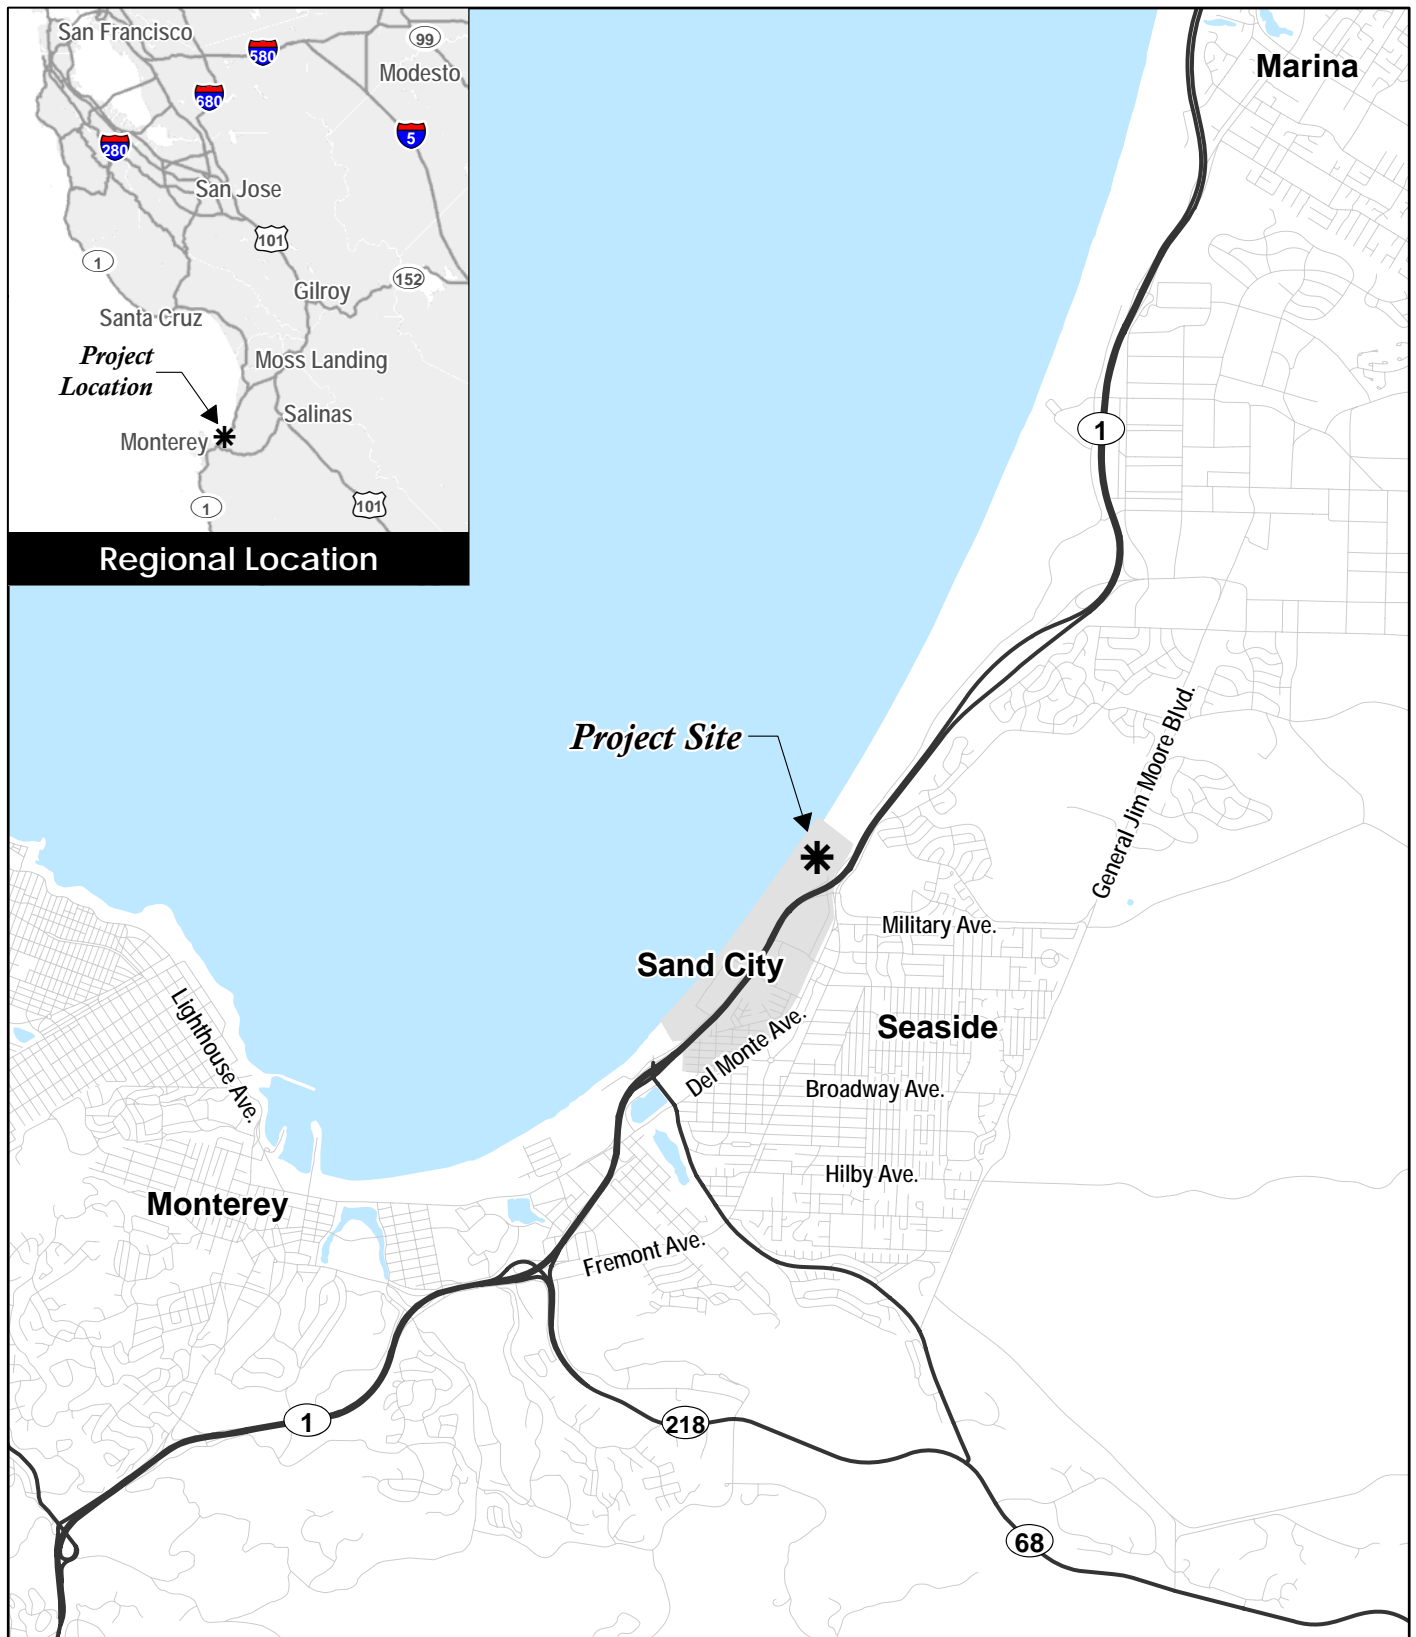 San Francisco
580
99
Modesto
680
5
280
San Jose
101
1
152
Gilroy
Santa Cruz
Project
Location
Moss Landing
Salinas
Monterey
1
101
Regional Location
Marina
1
General Jim Moore Blvd.
Project Site
Military Ave.
Sand City
Lighthouse Ave.
Seaside
Del Monte Ave.
Broadway Ave.
Hilby Ave.
Monterey
Fremont Ave.
1
218
68